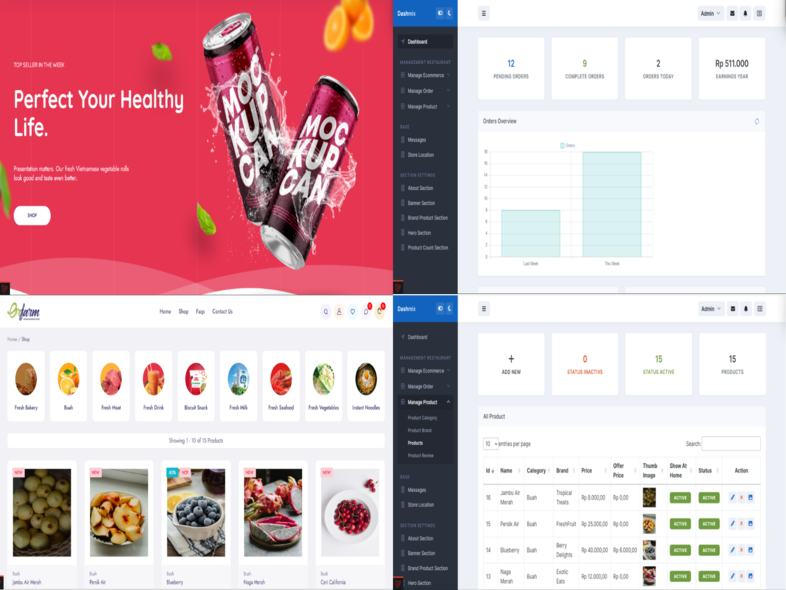 TOP SELLER IN THE WEEK
Perfect Your Healthy
Life.
Presentation matters. Our fresh Vietnamese vegetable rolls
look good and taste even better.
SHOP
MOC
KUP
CAN
MOC
KUP
CAN
Dashmix
Dashboard
MANAGEMENT RESTAURANT
Manage Ecommerce
Manage Order
Manage Product
Messages
Store Location
SECTION SETTINGS
About Section
Banner Section
Brand Product Section
Hero Section
Product Count Section
Admin
12
PENDING ORDERS
9
COMPLETE ORDERS
2
ORDERS TODAY
Rp 511.000
EARNINGS YEAR
Orders Overview
Orders
18
16
14
12
10
8
6
4
2
0
Last Week
This Week
farm
Home Shop Faqs Contact Us
Home / Shop
Fresh Bakery
Buah
Fresh Meat
Fresh Drink
Biscuit Snack
Fresh Milk
Fresh Seafood
Fresh Vegetables
Instant Noodles
Showing 1 - 10 of 15 Products
NEW
NEW
HOT
NEW
NEW
Buah
Jambu Air Merah
Buah
Persik Air
Buah
Blueberry
Buah
Naga Merah
Buah
Ceri California
Dashmix
Dashboard
MANAGEMENT RESTAURANT
Manage Ecommerce
Manage Order
Manage Product
Product Category
Product Brand
Products
Product Review
Messages
Store Location
SECTION SETTINGS
About Section
Banner Section
Brand Product Section
Hero Section
Admin
+
ADD NEW
0
STATUS INACTIVE
15
STATUS ACTIVE
15
PRODUCTS
All Product
10 entries per page
Search:
Id Name Category Brand Price Offer Price Thumb Image Show At Home Status Action
16 Jambu Air Merah Buah Tropical Treats Rp 8.000,00 Rp 0,00 ACTIVE ACTIVE
15 Persik Air Buah FreshFruit Rp 25.000,00 Rp 0,00 ACTIVE ACTIVE
14 Blueberry Buah Berry Delights Rp 40.000,00 Rp 6.000,00 ACTIVE ACTIVE
13 Naga Merah Buah Exotic Eats Rp 12.000,00 Rp 0,00 ACTIVE ACTIVE